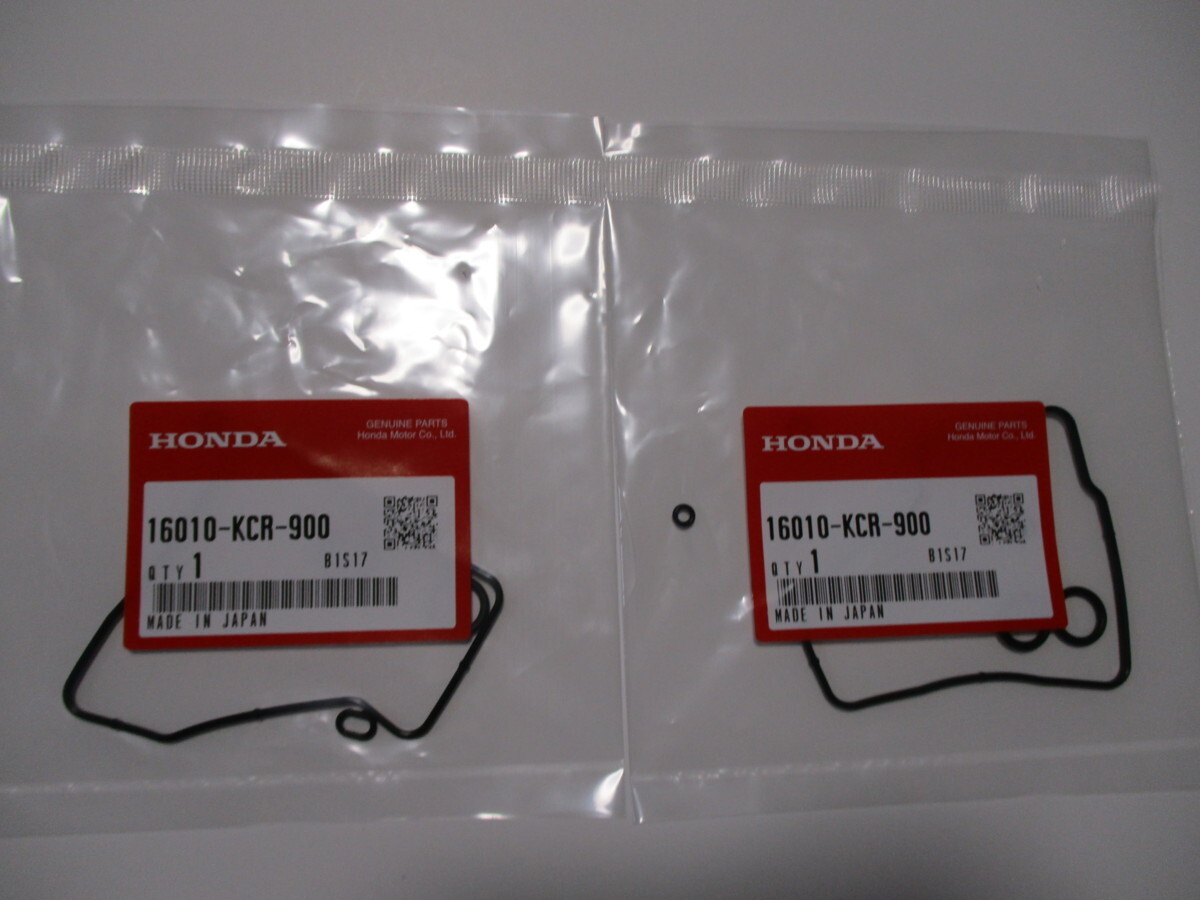 HONDA
GENUINE PARTS
Honda Motor Co., Ltd.
16010-KCR-900
QTY 1
B1S17
MADE IN JAPAN
HONDA
GENUINE PARTS
Honda Motor Co., Ltd.
16010-KCR-900
QTY 1
B1S17
MADE IN JAPAN